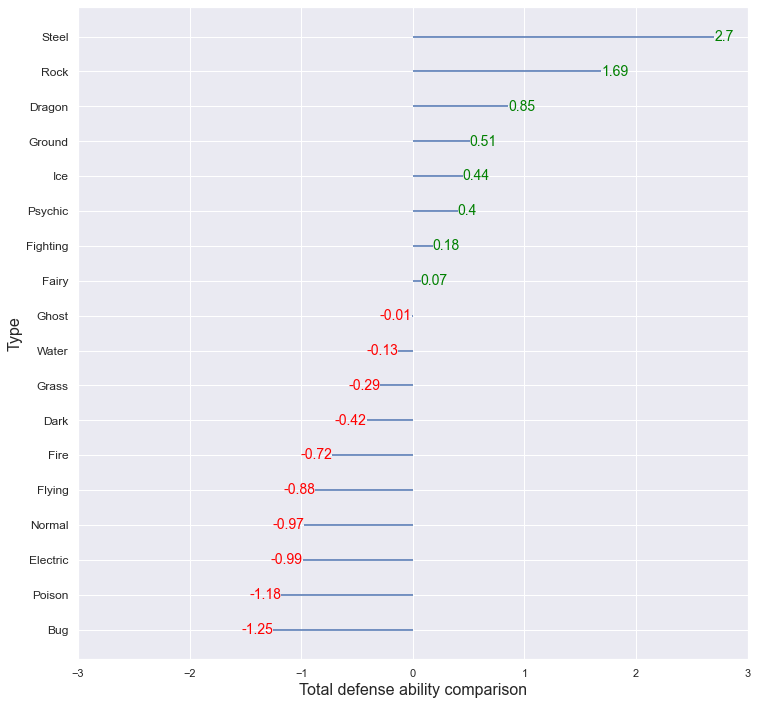 Steel 2.7
Rock 1.69
Dragon 0.85
Ground 0.51
Ice 0.44
Psychic 0.4
Fighting 0.18
Fairy 0.07
Ghost -0.01
Water -0.13
Grass -0.29
Dark -0.42
Fire -0.72
Flying -0.88
Normal -0.97
Electric -0.99
Poison -1.18
Bug -1.25
Type
−3 −2 −1 0 1 2 3
Total defense ability comparison